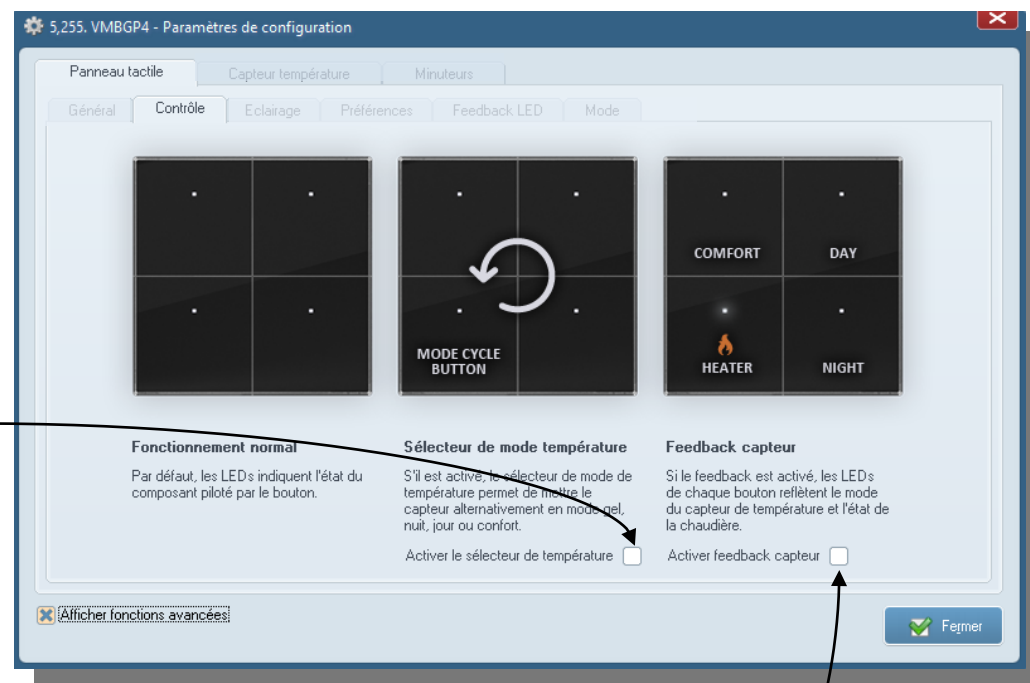 5,255. VMBGP4 - Paramètres de configuration
Panneau tactile Capteur température Minuteurs
Général Contrôle Eclairage Préférences Feedback LED Mode
COMFORT DAY
MODE CYCLE
BUTTON
HEATER NIGHT
Fonctionnement normal
Par défaut, les LEDs indiquent l'état du
composant piloté par le bouton.
Sélecteur de mode température
S'il est activé, le sélecteur de mode de
température permet de mettre le
capteur alternativement en mode gel,
nuit, jour ou confort.
Activer le sélecteur de température
Feedback capteur
Si le feedback est activé, les LEDs
de chaque bouton reflètent le mode
du capteur de température et l'état de
la chaudière.
Activer feedback capteur
Afficher fonctions avancées
Fermer